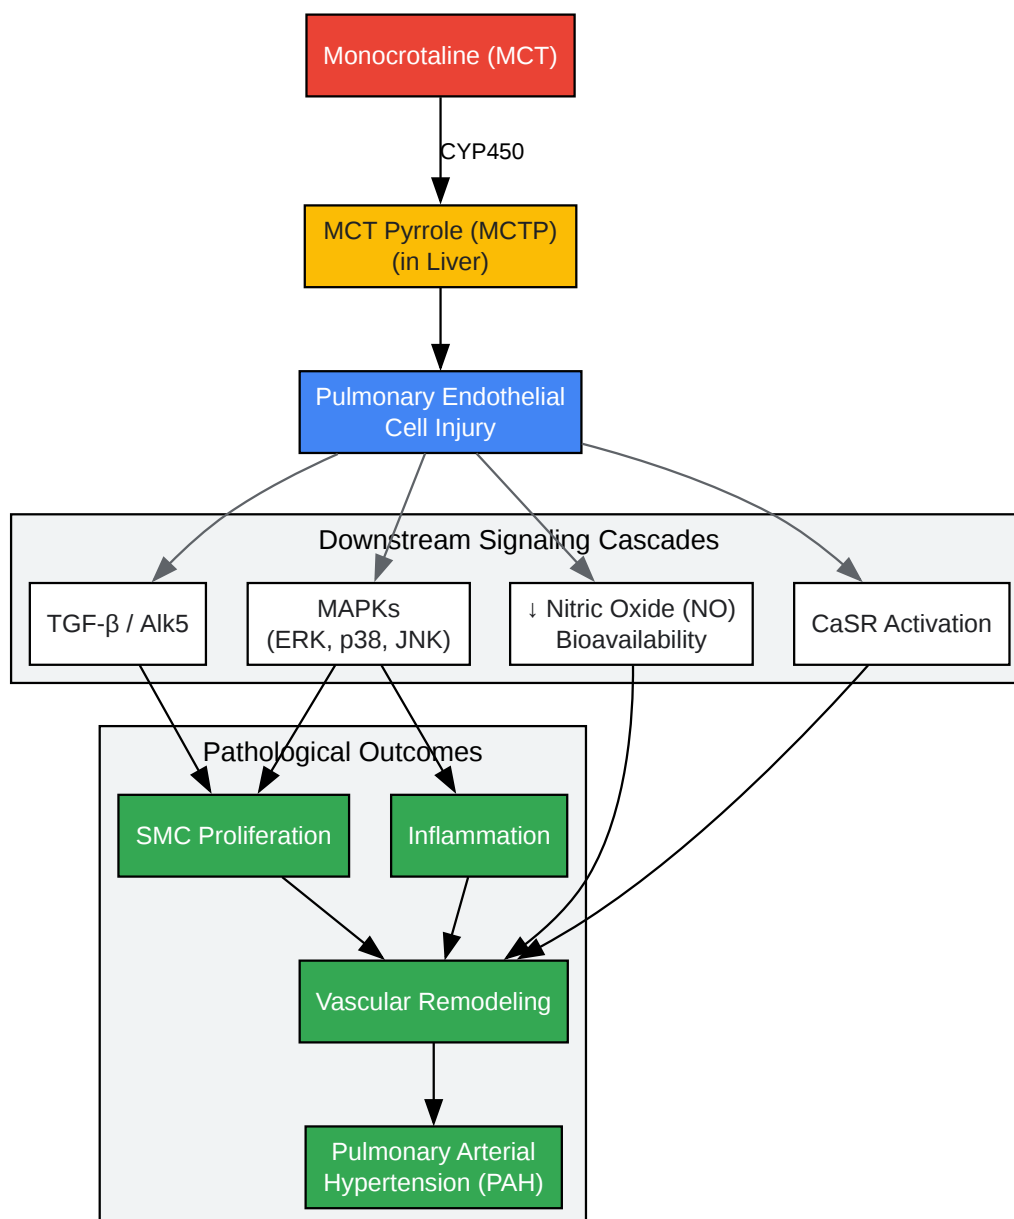 Monocrotaline (MCT)
CYP450
MCT Pyrrole (MCTP)
(in Liver)
Pulmonary Endothelial
Cell Injury
Downstream Signaling Cascades
TGF-β / Alk5
MAPKs
(ERK, p38, JNK)
↓ Nitric Oxide (NO)
Bioavailability
CaSR Activation
Pathological Outcomes
SMC Proliferation
Inflammation
Vascular Remodeling
Pulmonary Arterial
Hypertension (PAH)